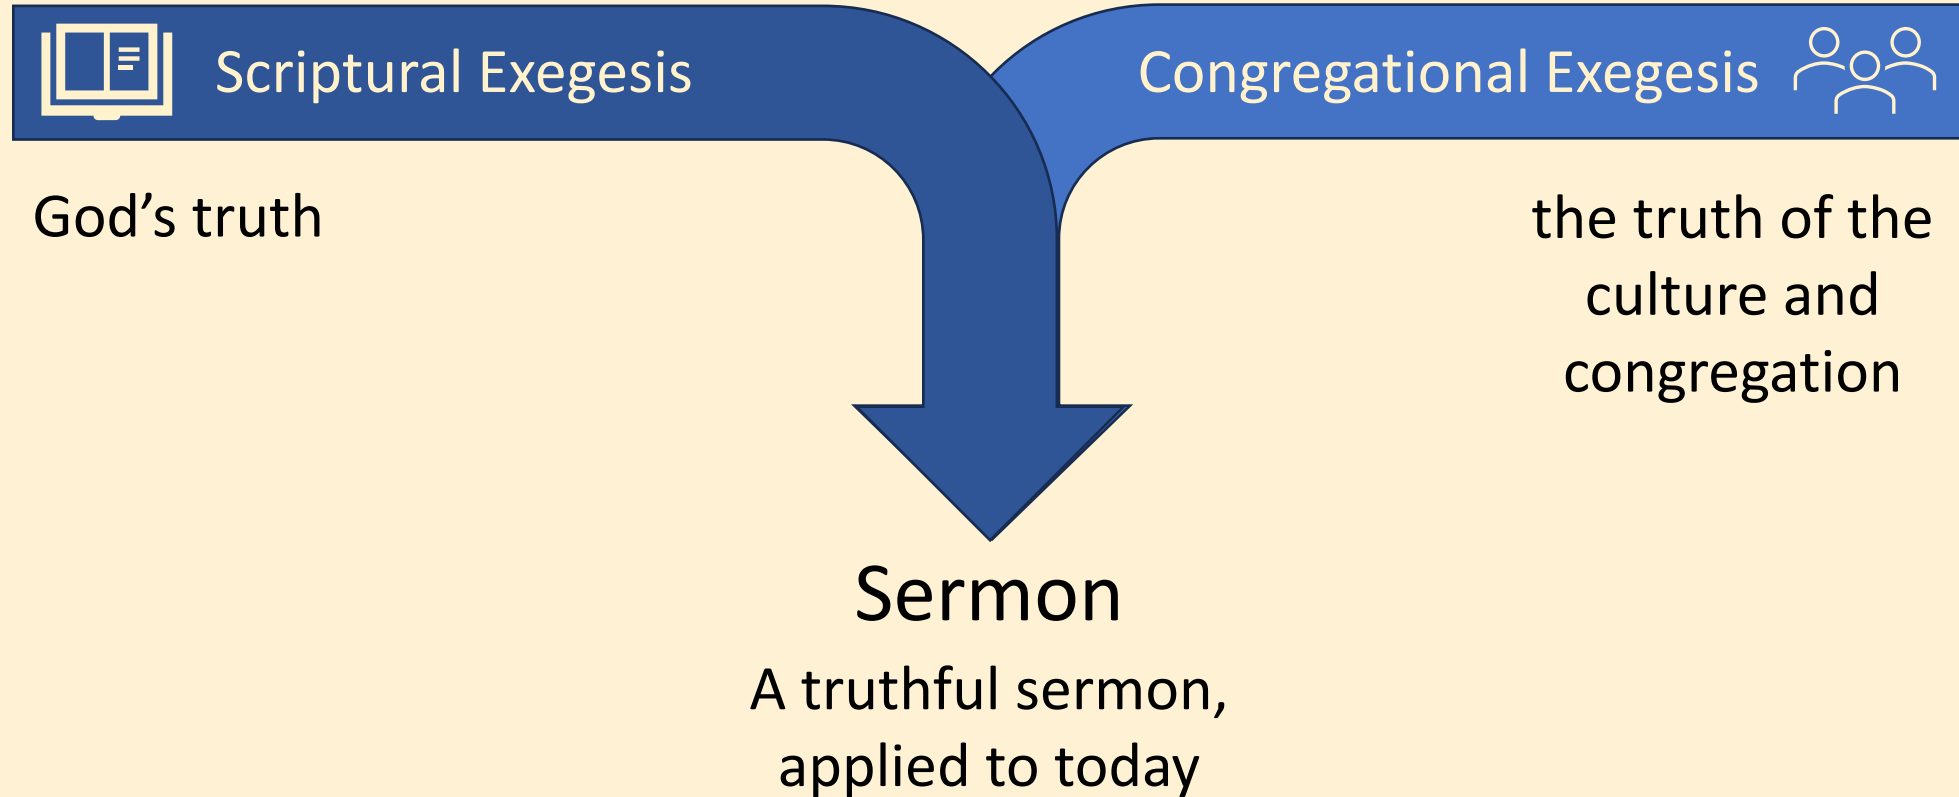 Scriptural Exegesis
Congregational Exegesis
God’s truth
the truth of the
culture and
congregation
Sermon
A truthful sermon,
applied to today